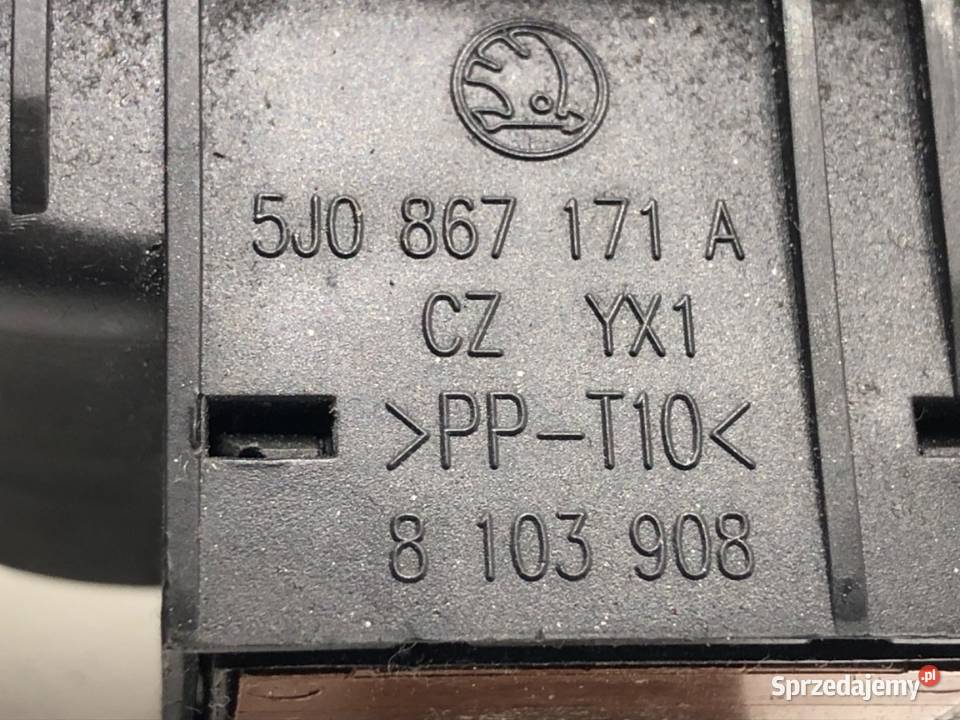 5J0 867 171 A
CZ YX1
>PP-T10<
8 103 908
Sprzedajemy.pl